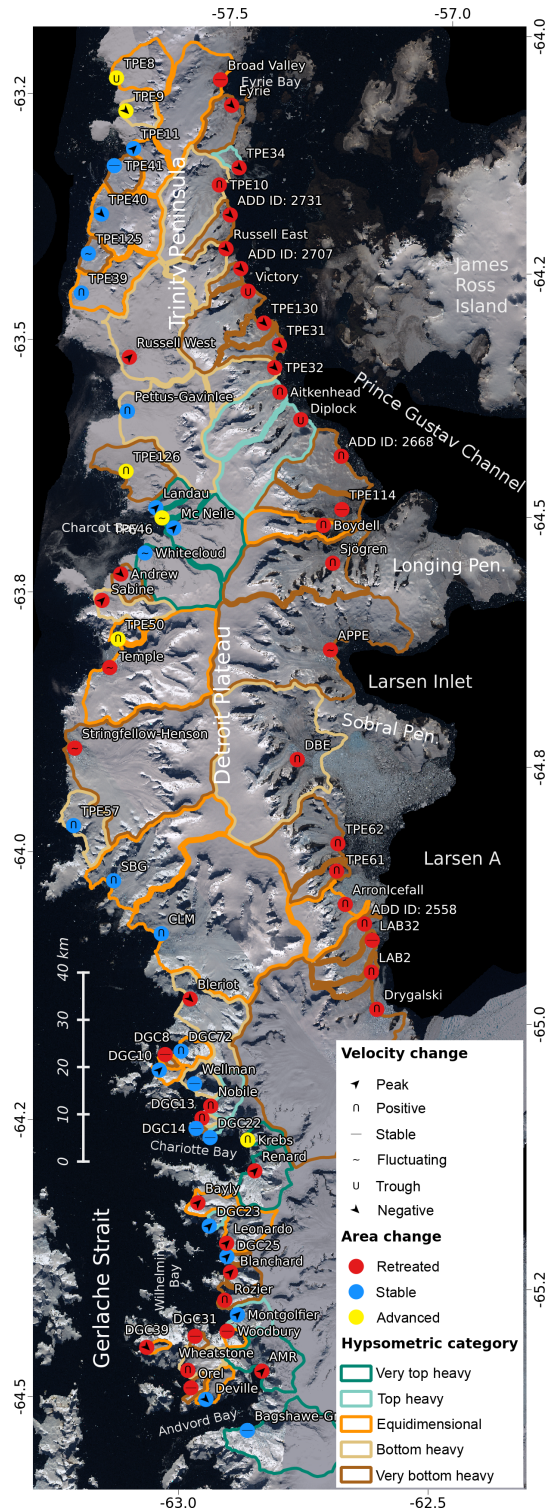 -57.5
-57.0
-64.0
-63.2
TPE8
Broad Valley
Eyrie Bay
Eyrie
TPE9
TPE11
TPE34
TPE41
TPE10
TPE40
ADD ID: 2731
Trinity Peninsula
Russell East
TPE125
ADD ID: 2707
James
Ross
Island
-64.2
Victory
TPE39
TPE130
TPE31
-63.5
Russell West
TPE32
Prince Gustav Channel
Pettus-GavinIce
Aitkenhead
Diplock
ADD ID: 2668
TPE126
Landau
TPE114
Mc Neile
Charcot
TPE46
Boydell
-64.5
Whitecloud
Sjögren
Longing Pen.
Andrew
Sabine
-63.8
TPE50
APPE
Temple
Larsen Inlet
Detroit Plateau
Sobral Pen.
Stringfellow-Henson
DBE
-64.8
TPE57
TPE62
-64.0
SBG
TPE61
Larsen A
ArronIcefall
ADD ID: 2558
CLM
LAB32
LAB2
40 km
30
20
10
0
Bleriot
Drygalski
-65.0
DGC8
DGC72
DGC10
Wellman
Nobile
DGC13
DGC22
DGC14
Krebs
-64.2
Chariotte Bay
Renard
Bayly
DGC23
Leonardo
DGC25
Blanchard
Wilhelmina
Bay
Gerlache Strait
Rozier
DGC31
Montgolfier
DGC39
Woodbury
Wheatstone
AMR
Orel
Deville
-64.5
Andvord Bay
Bagshawe-Gr
-65.2
-63.0
-62.5
Velocity change
Peak
Positive
Stable
Fluctuating
Trough
Negative
Area change
Retreated
Stable
Advanced
Hypsometric category
Very top heavy
Top heavy
Equidimensional
Bottom heavy
Very bottom heavy